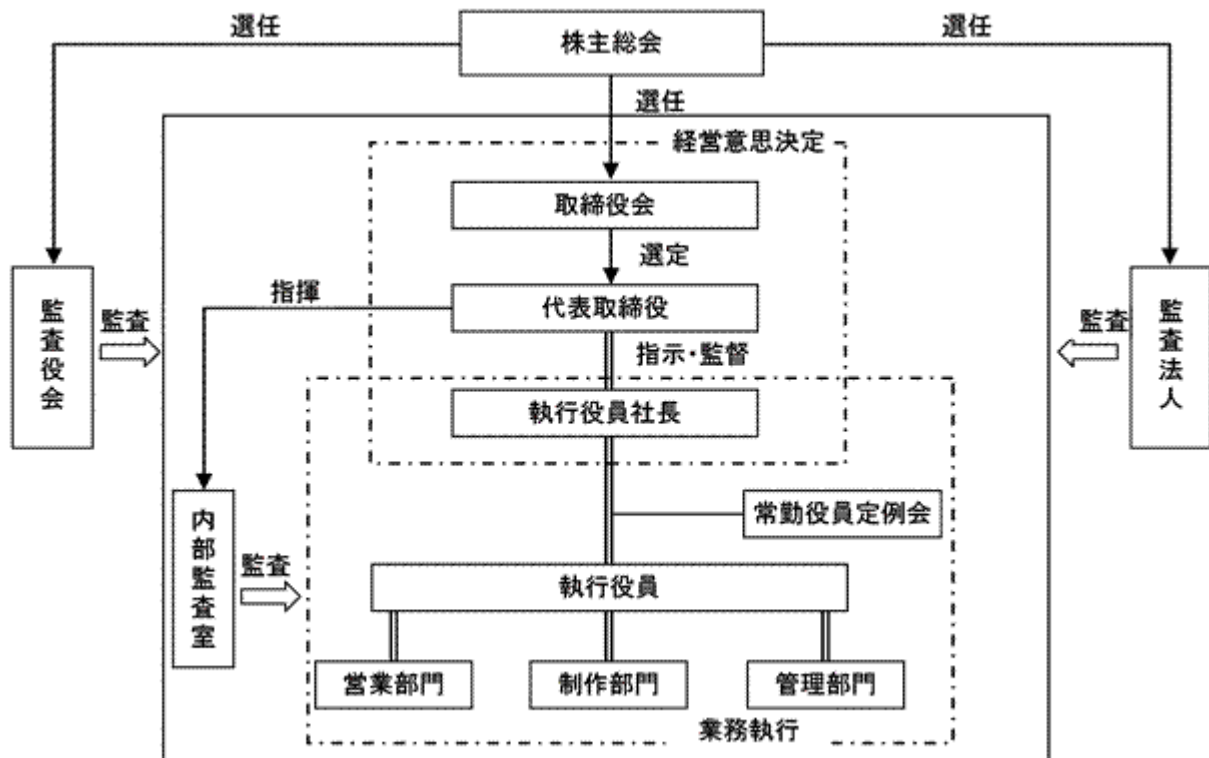 選任
株主総会
選任
選任
経営意思決定
取締役会
選定
指揮
代表取締役
監査役会
監査
監査
監査法人
指示・監督
執行役員社長
常勤役員定例会
内部監査室
監査
執行役員
営業部門
制作部門
管理部門
業務執行